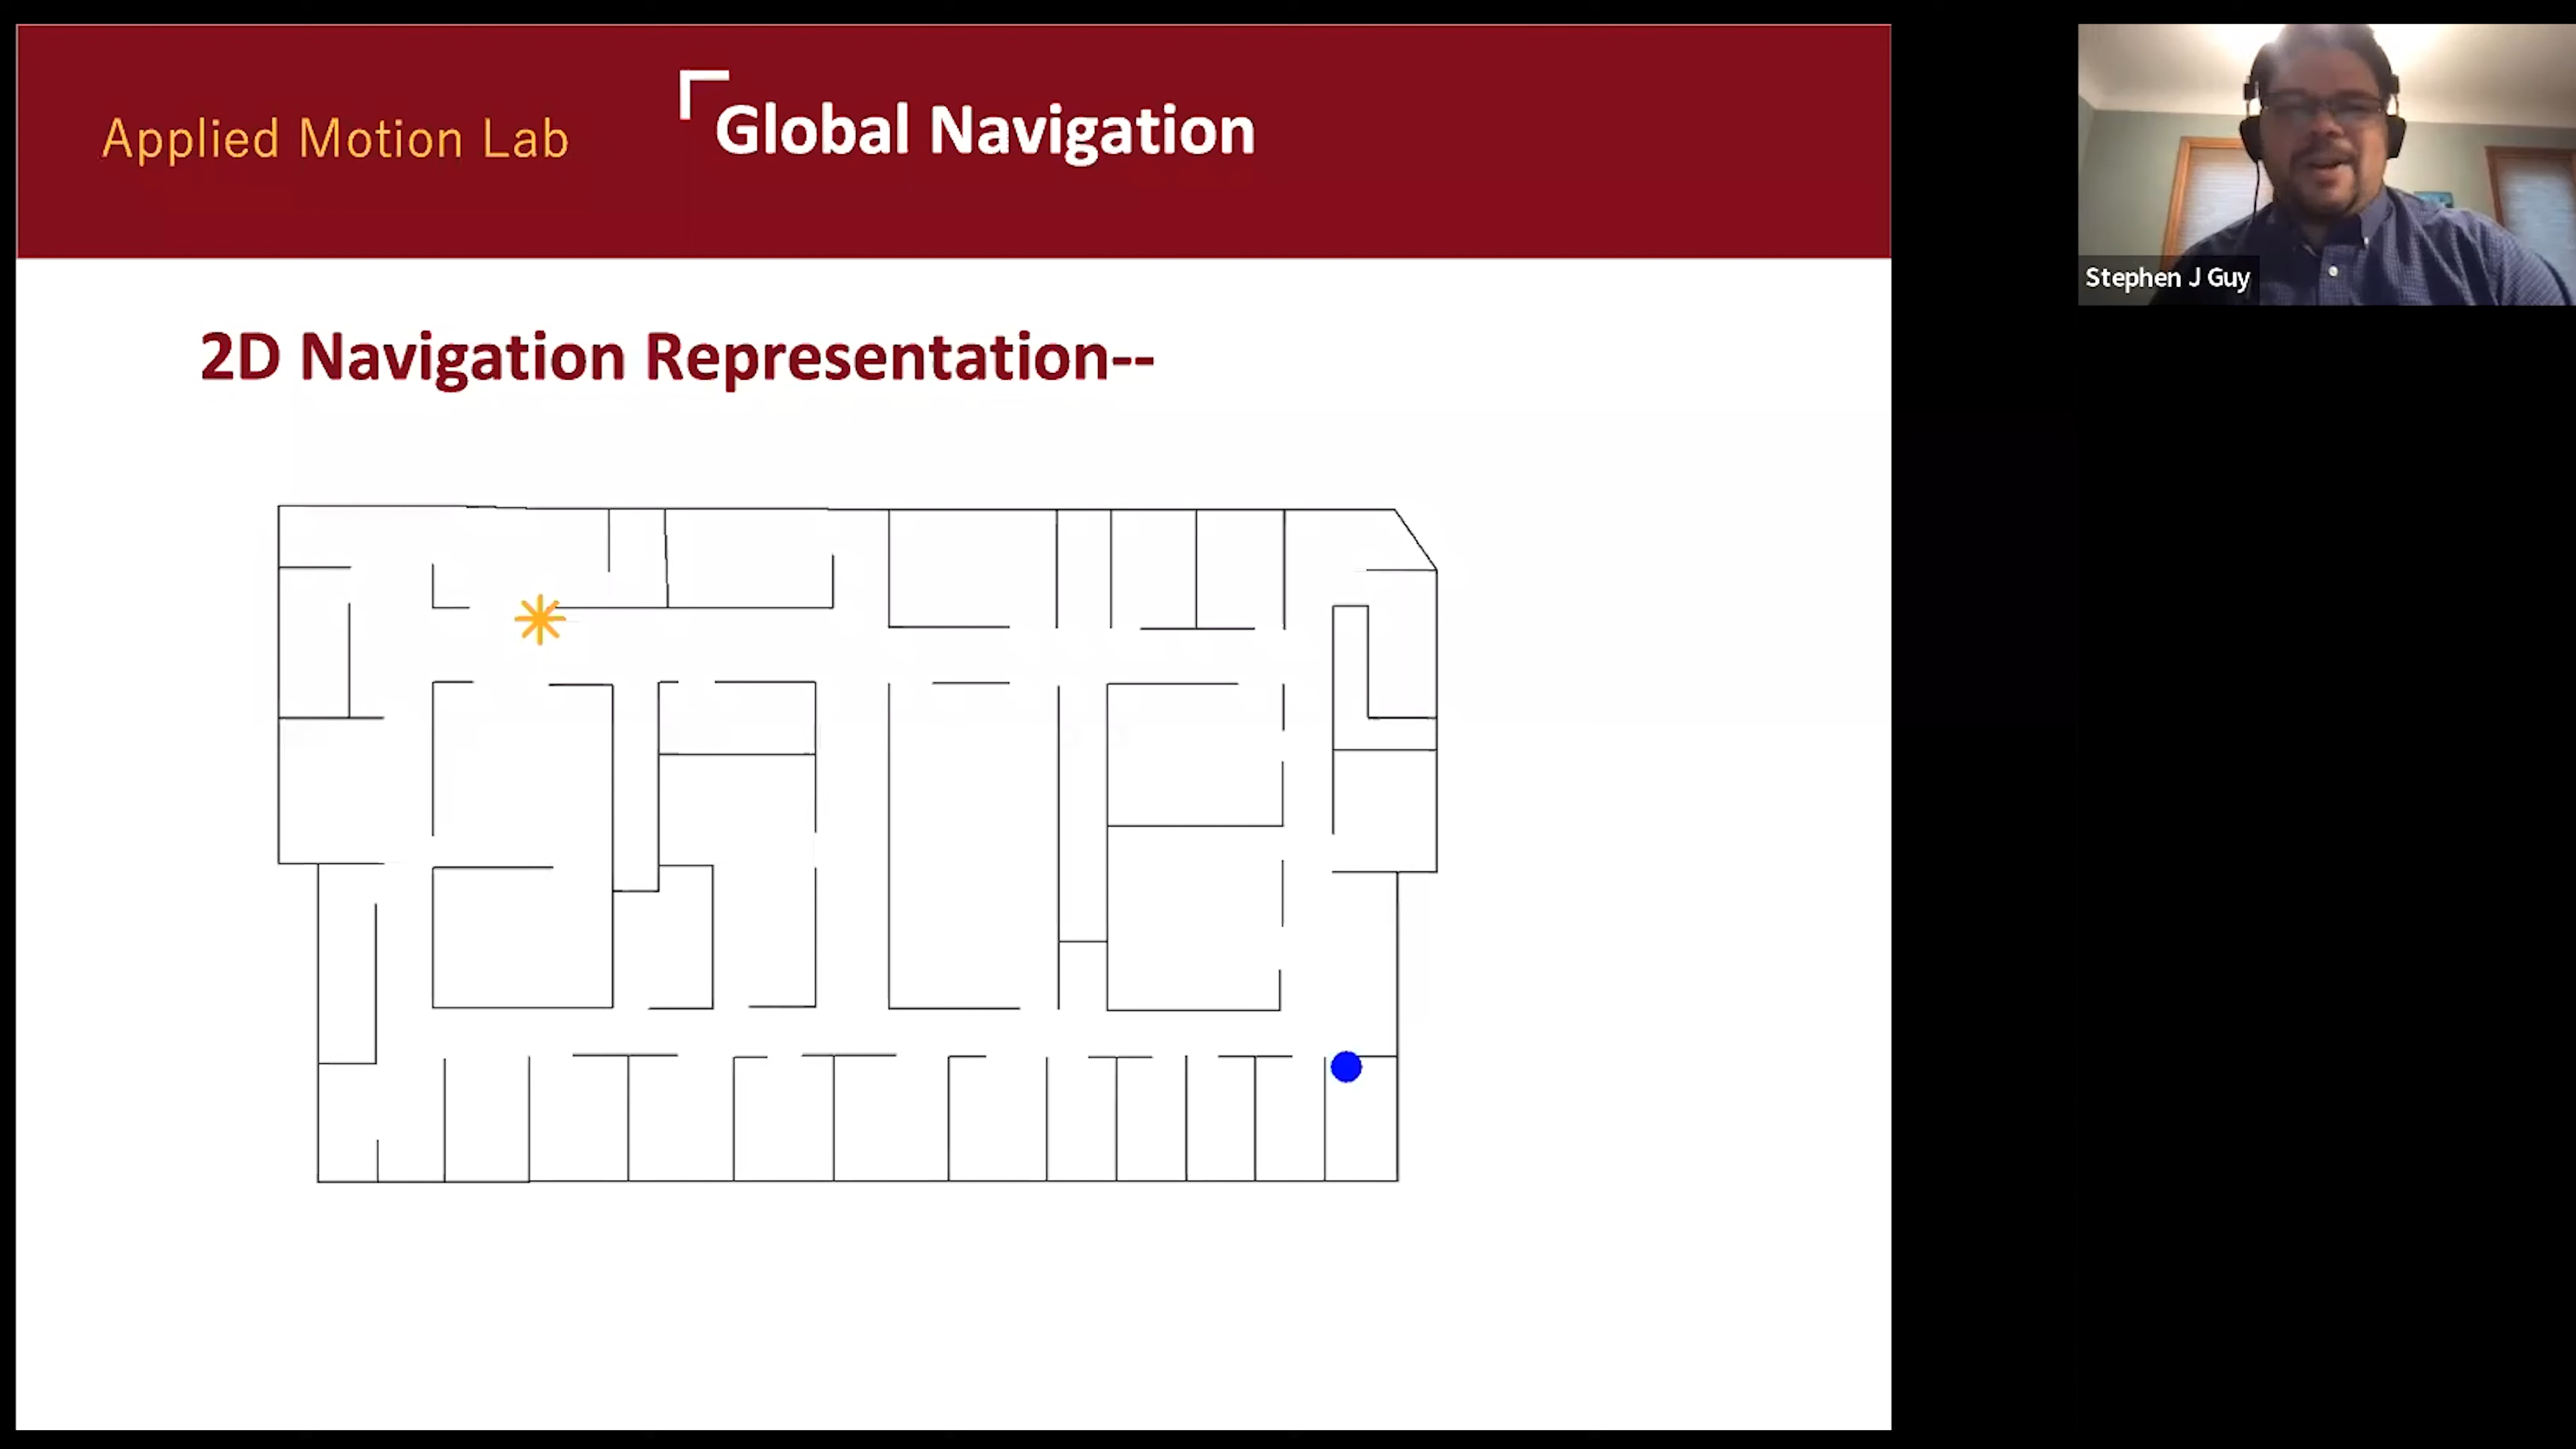 Applied Motion Lab
Global Navigation
Stephen J Guy
2D Navigation Representation--